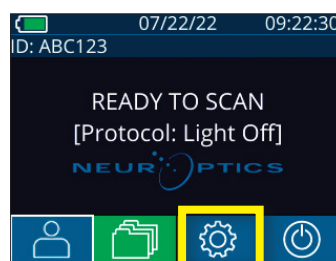 07/22/22 09:22:30
ID: ABC123
READY TO SCAN
[Protocol: Light Off]
NEUROPTICS